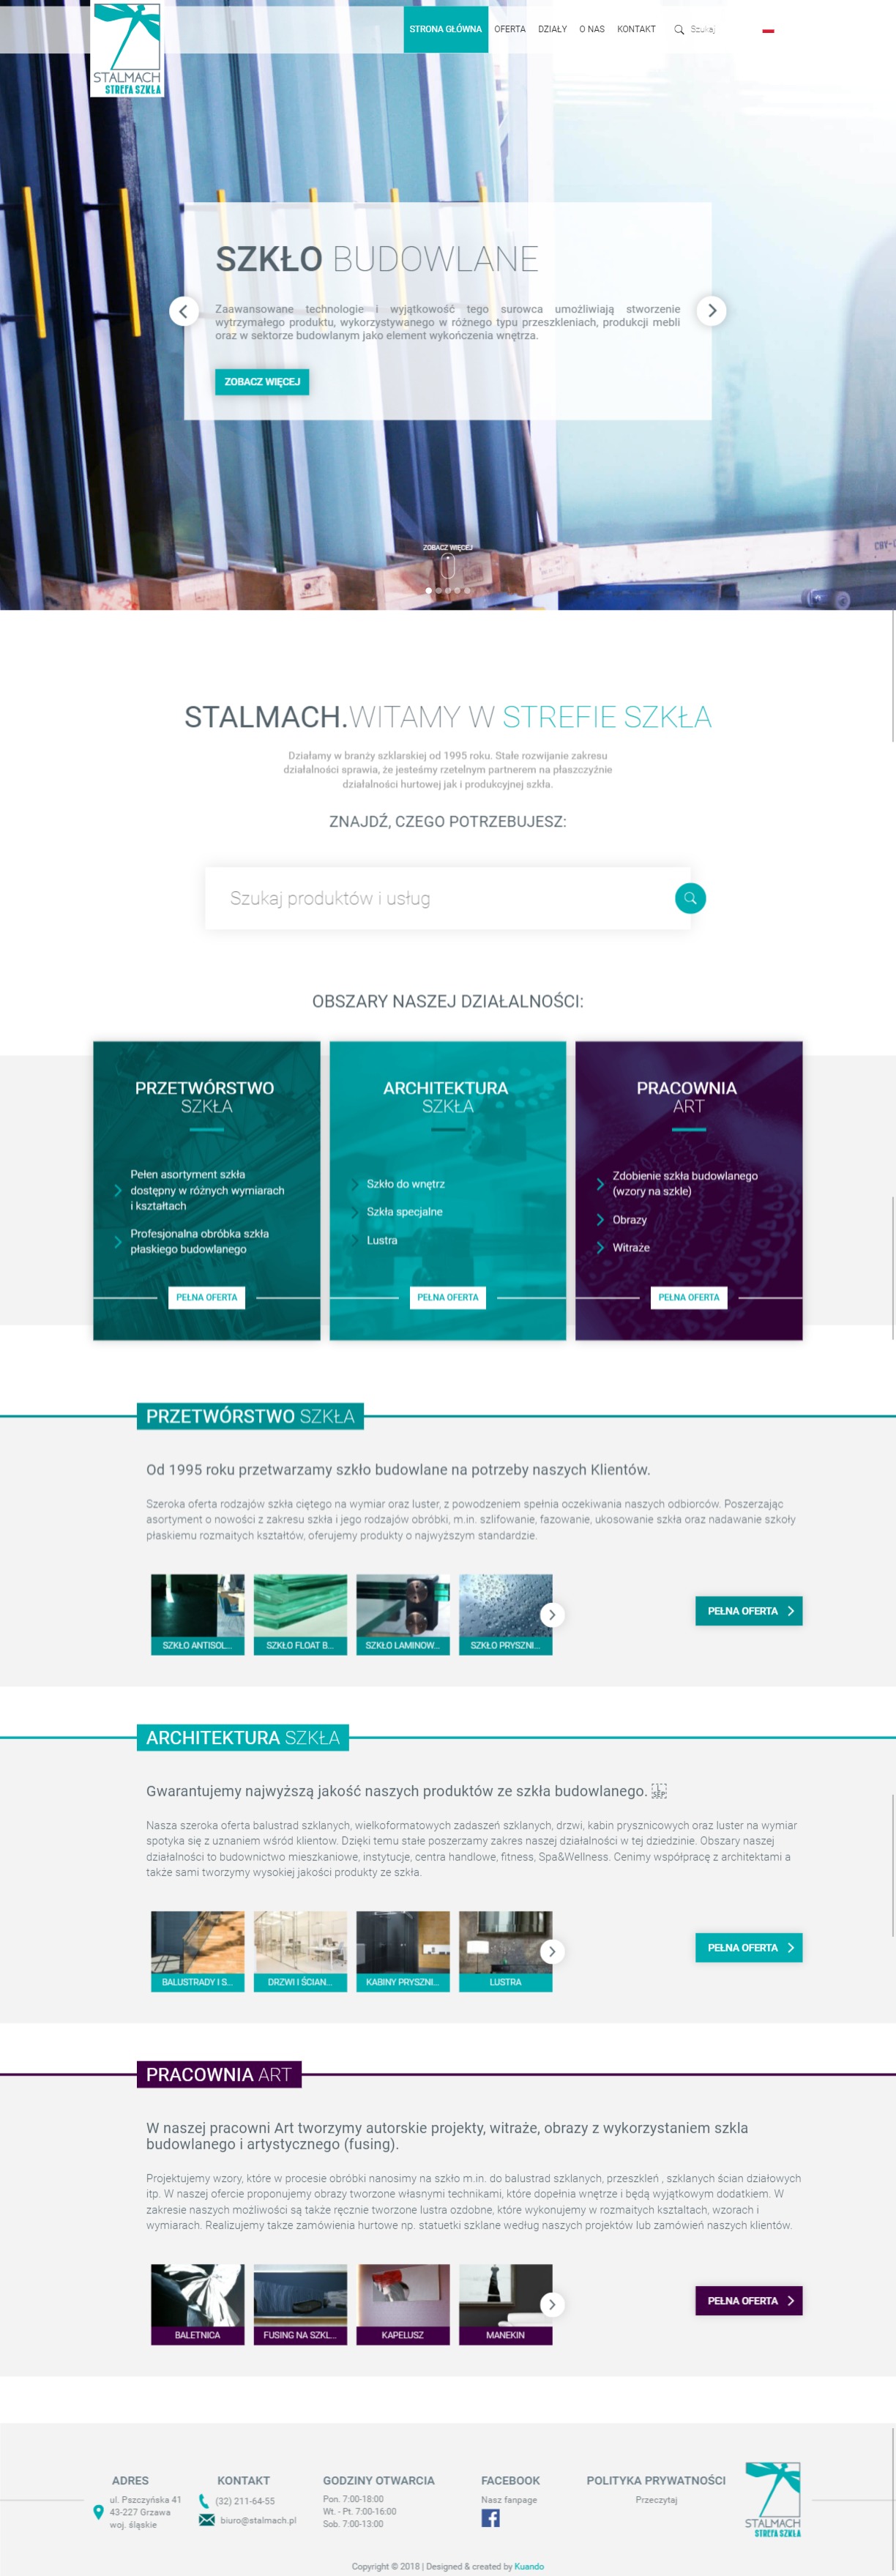 STALMACH
STREFA SZKŁA
STRONA GŁÓWNA OFERTA DZIAŁY O NAS KONTAKT Szukaj
SZKŁO BUDOWLANE
Zaawansowane technologie i wyjątkowość tego surowca umożliwiają stworzenie
wytrzymałego produktu, wykorzystywanego w różnego typu przeszkleniach, produkcji mebli
oraz w sektorze budowlanym jako element wykończenia wnętrza.
ZOBACZ WIĘCEJ
ZOBACZ WIĘCEJ
STALMACH.WITAMY W STREFIE SZKŁA
Działamy w branży szklarskiej od 1995 roku. Stałe rozwijanie zakresu
działalności sprawia, że jesteśmy rzetelnym partnerem na płaszczyźnie
działalności hurtowej jak i produkcyjnej szkła.
ZNAJDŹ, CZEGO POTRZEBUJESZ:
Szukaj produktów i usług
OBSZARY NASZEJ DZIAŁALNOŚCI:
PRZETWÓRSTWO
SZKŁA
Pełen asortyment szkła
dostępny w różnych wymiarach
i kształtach
Profesjonalna obróbka szkła
płaskiego budowlanego
PEŁNA OFERTA
ARCHITEKTURA
SZKŁA
Szkło do wnętrz
Szkła specjalne
Lustra
PEŁNA OFERTA
PRACOWNIA
ART
Zdobienie szkła budowlanego
(wzory na szkle)
Obrazy
Witraże
PEŁNA OFERTA
PRZETWÓRSTWO SZKŁA
Od 1995 roku przetwarzamy szkło budowlane na potrzeby naszych Klientów.
Szeroka oferta rodzajów szkła ciętego na wymiar oraz luster, z powodzeniem spełnia oczekiwania naszych odbiorców. Poszerzając
asortyment o nowości z zakresu szkła i jego rodzajów obróbki, m.in. szlifowanie, fazowanie, ukosowanie szkła oraz nadawanie szkoły
płaskiemu rozmaitych kształtów, oferujemy produkty o najwyższym standardzie.
SZKŁO ANTISOL... SZKŁO FLOAT B... SZKŁO LAMINOW... SZKŁO PRYSZNI...
PEŁNA OFERTA
ARCHITEKTURA SZKŁA
Gwarantujemy najwyższą jakość naszych produktów ze szkła budowlanego.
Nasza szeroka oferta balustrad szklanych, wielkoformatowych zadaszeń szklanych, drzwi, kabin prysznicowych oraz luster na wymiar
spotyka się z uznaniem wśród klientow. Dzięki temu stałe poszerzamy zakres naszej działalności w tej dziedzinie. Obszary naszej
działalności to budownictwo mieszkaniowe, instytucje, centra handlowe, fitness, Spa&Wellness. Cenimy współpracę z architektami a
także sami tworzymy wysokiej jakości produkty ze szkła.
BALUSTRADY I S... DRZWI I ŚCIAN... KABINY PRYSZNI... LUSTRA
PEŁNA OFERTA
PRACOWNIA ART
W naszej pracowni Art tworzymy autorskie projekty, witraże, obrazy z wykorzystaniem szkla
budowlanego i artystycznego (fusing).
Projektujemy wzory, które w procesie obróbki nanosimy na szkło m.in. do balustrad szklanych, przeszkleń , szklanych ścian działowych
itp. W naszej ofercie proponujemy obrazy tworzone własnymi technikami, które dopełnia wnętrze i będą wyjątkowym dodatkiem. W
zakresie naszych możliwości są także ręcznie tworzone lustra ozdobne, które wykonujemy w rozmaitych ksztaltach, wzorach i
wymiarach. Realizujemy takze zamówienia hurtowe np. statuetki szklane według naszych projektów lub zamówień naszych klientów.
BALETNICA FUSING NA SZKL... KAPELUSZ MANEKIN
PEŁNA OFERTA
ADRES
ul. Pszczyńska 41
43-227 Grzawa
woj. śląskie
KONTAKT
(32) 211-64-55
biuro@stalmach.pl
GODZINY OTWARCIA
Pon. 7:00-18:00
Wt. - Pt. 7:00-16:00
Sob. 7:00-13:00
FACEBOOK
Nasz fanpage
POLITYKA PRYWATNOŚCI
Przeczytaj
STALMACH
STREFA SZKŁA
Copyright © 2018 | Designed & created by Kuando